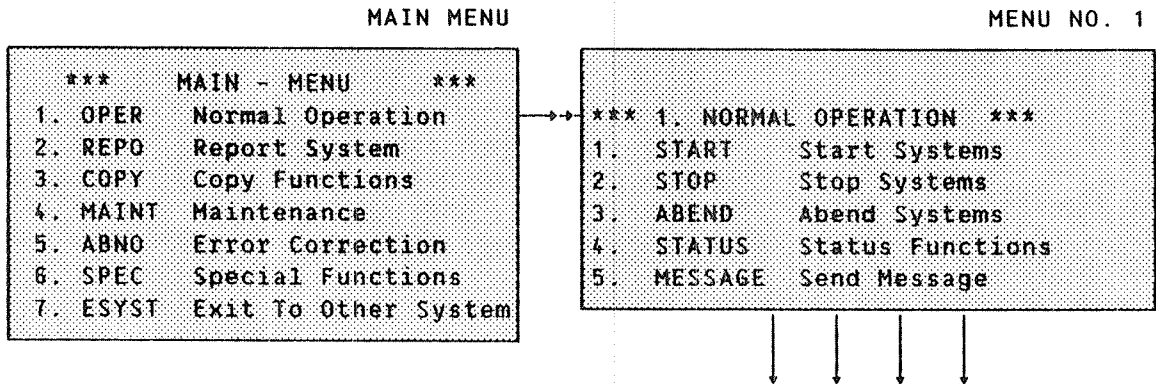 MAIN MENU
*** MAIN - MENU ***
1. OPER Normal Operation
2. REPO Report System
3. COPY Copy Functions
4. MAINT Maintenance
5. ABNO Error Correction
6. SPEC Special Functions
7. ESYST Exit To Other System
MENU NO. 1
*** 1. NORMAL OPERATION ***
1. START Start Systems
2. STOP Stop Systems
3. ABEND Abend Systems
4. STATUS Status Functions
5. MESSAGE Send Message